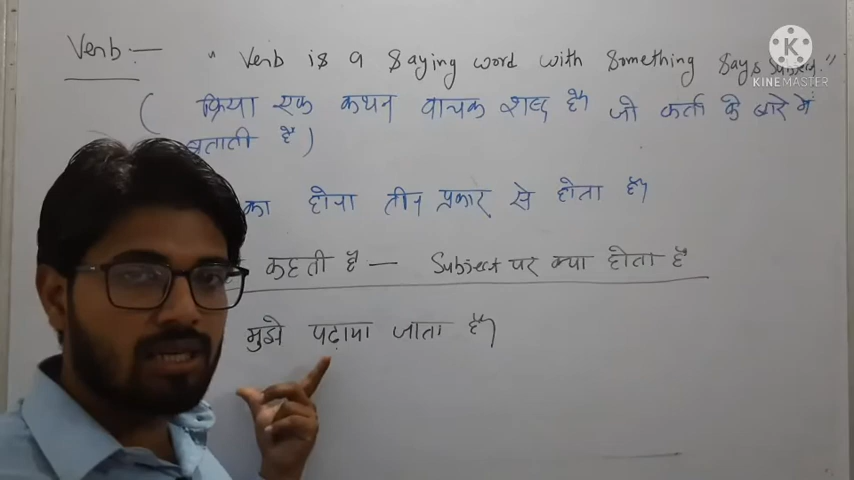 Verb:— " Verb is a Saying word with Something Says Subject."
( क्रिया एक कथन वाचक शब्द है जो कर्ता के बारे में
बताती है )
का होना तीन प्रकार से होता है
कहती है — Subject पर क्या होता है
मुझे पढ़ाया जाता है
KINEMASTER